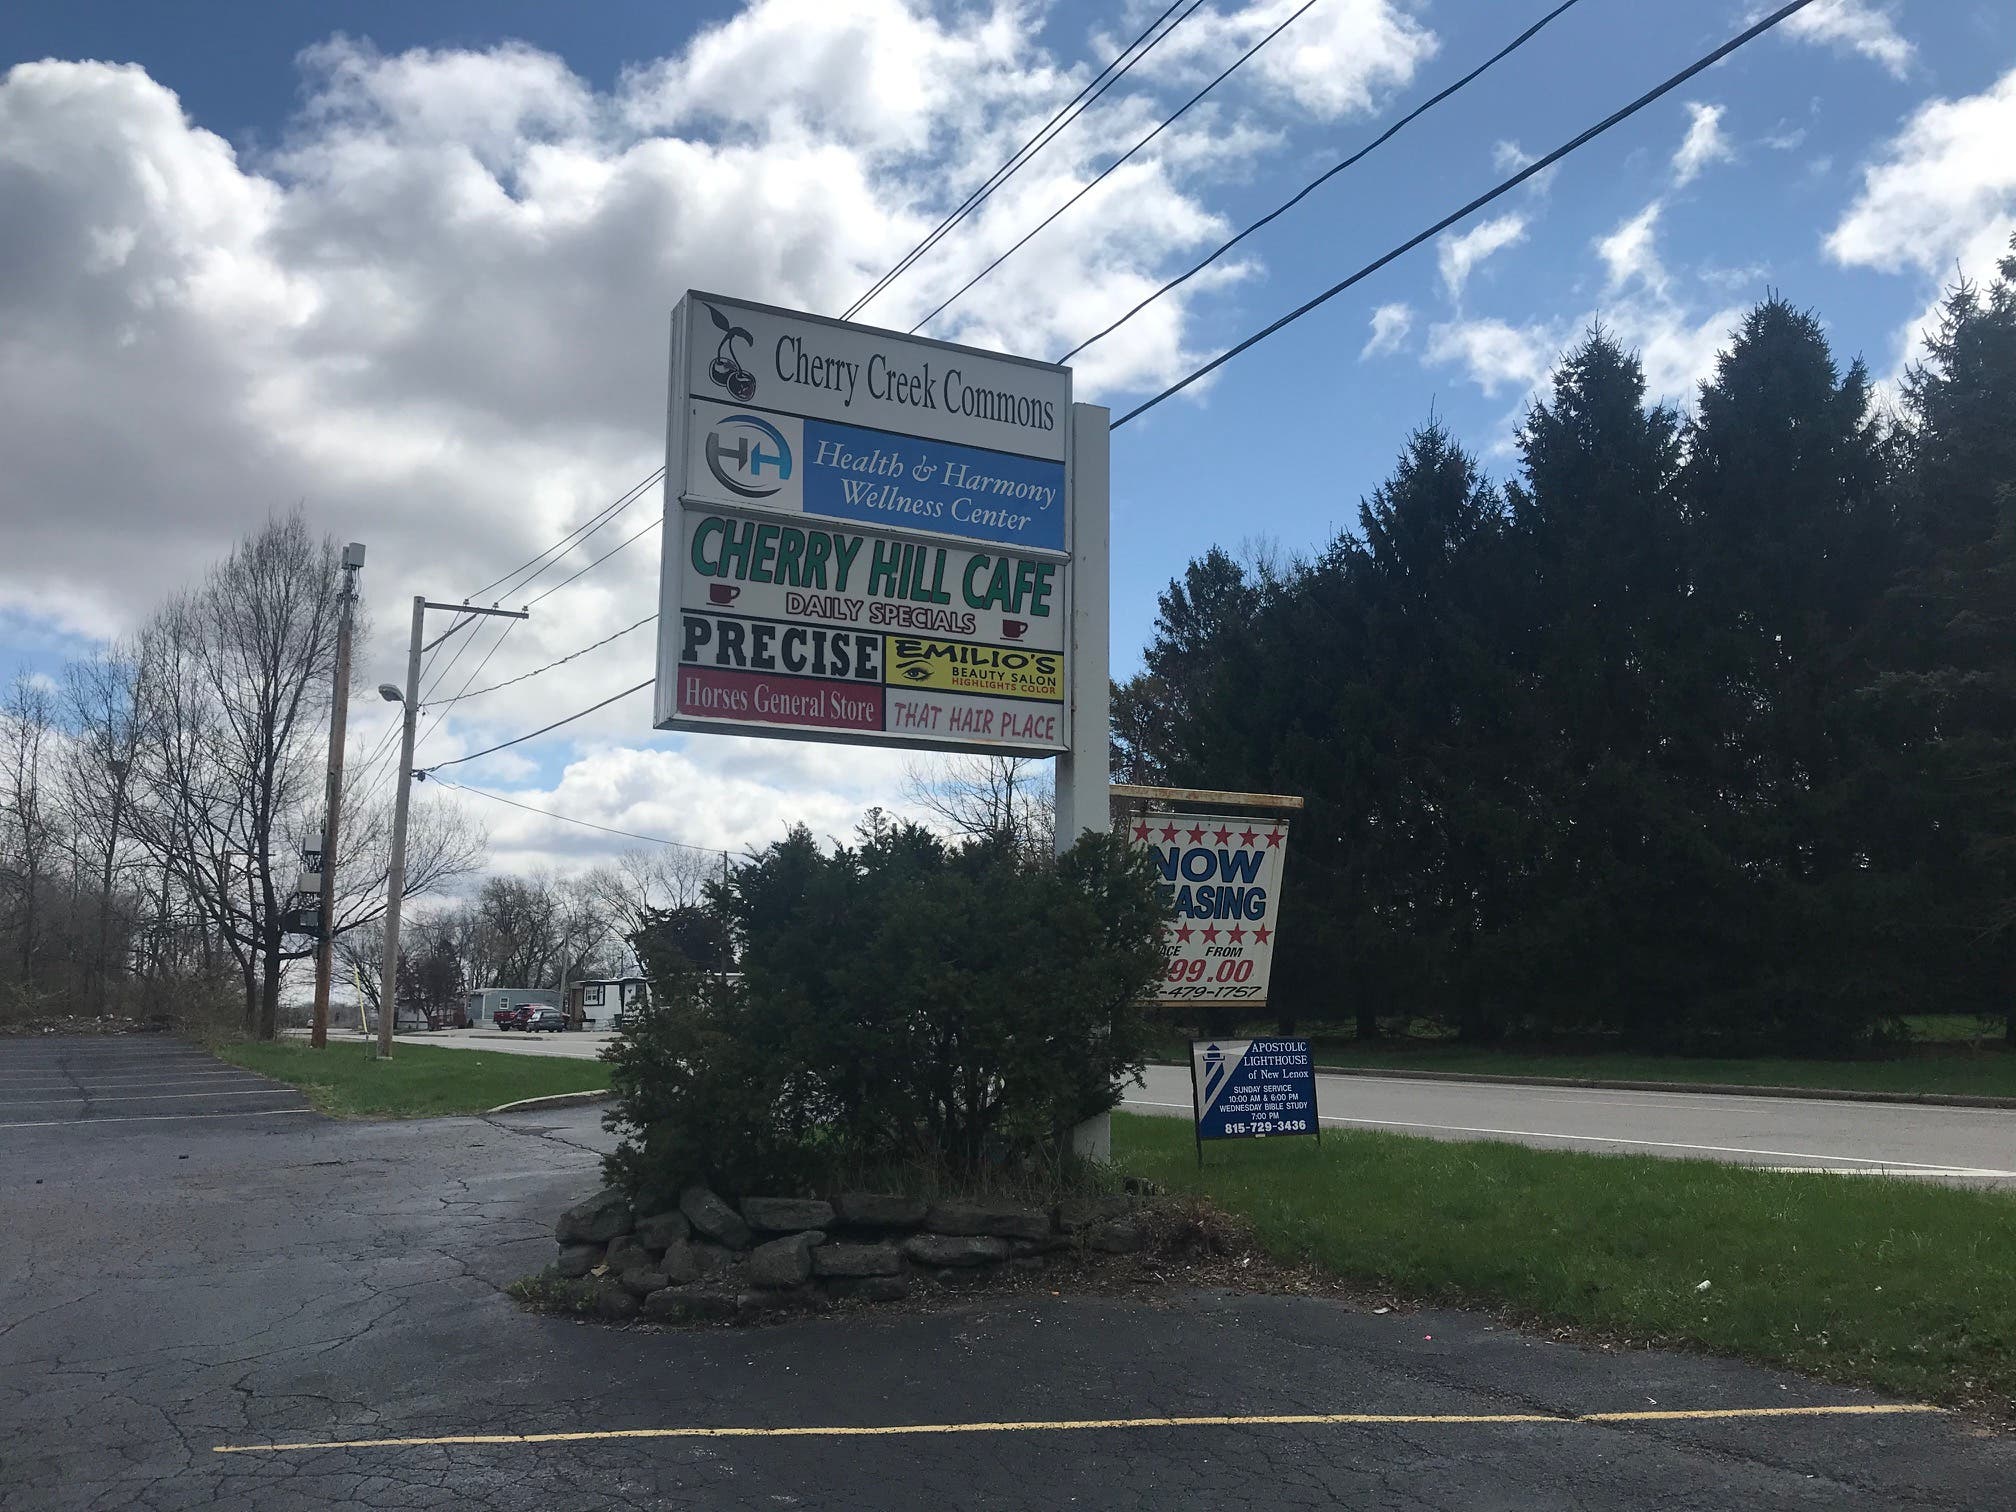 Cherry Creek Commons
HH
Health & Harmony
Wellness Center
CHERRY HILL CAFE
DAILY SPECIALS
PRECISE
EMILIO'S
BEAUTY SALON
HIGHLIGHTS COLOR
Horses General Store
THAT HAIR PLACE
NOW
EASING
FROM
99.00
-479-1757
APOSTOLIC
LIGHTHOUSE
of New Lenox
SUNDAY SERVICE
10:00 AM & 6:00 PM
WEDNESDAY BIBLE STUDY
7:00 PM
815-729-3436